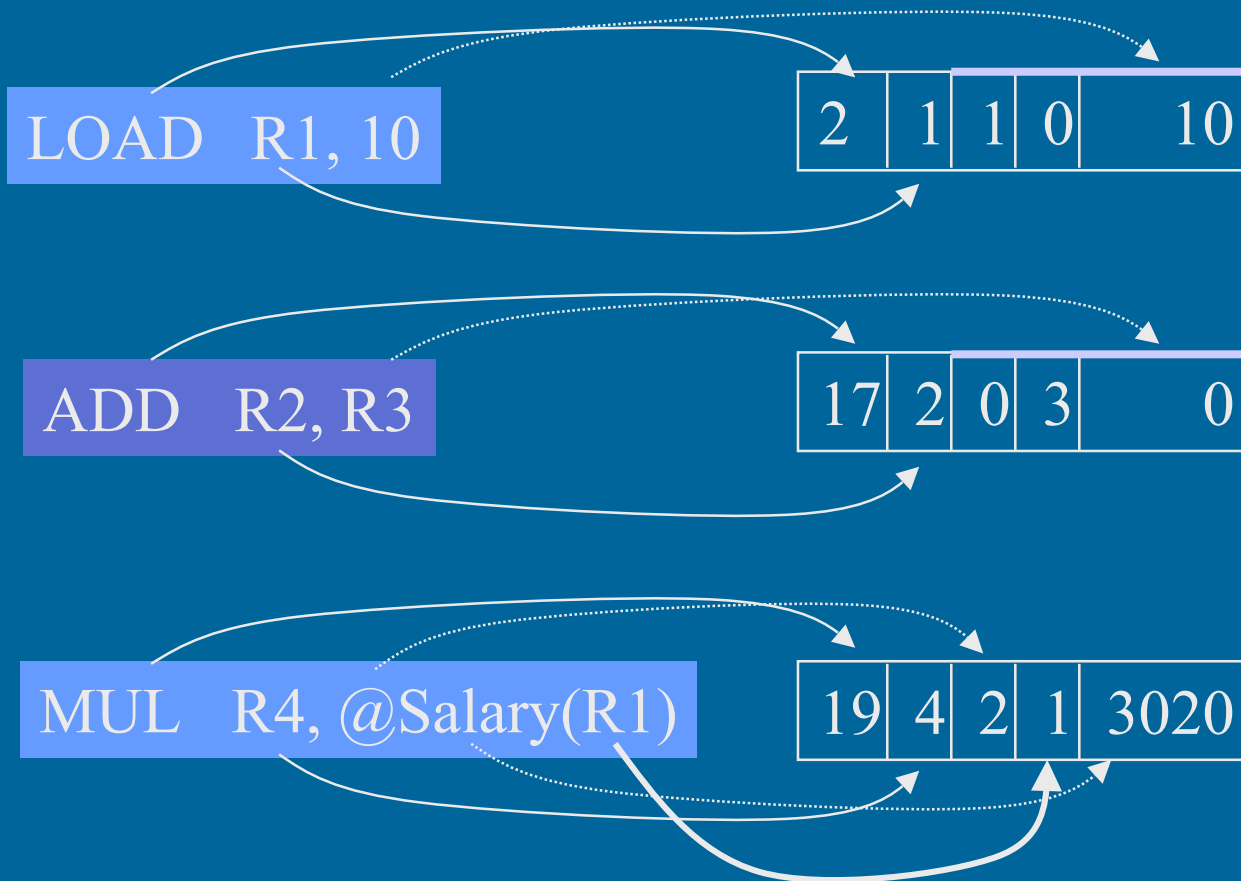 LOAD R1, 10
2 1 1 0 10
ADD R2, R3
17 2 0 3 0
MUL R4, @Salary(R1)
19 4 2 1 3020